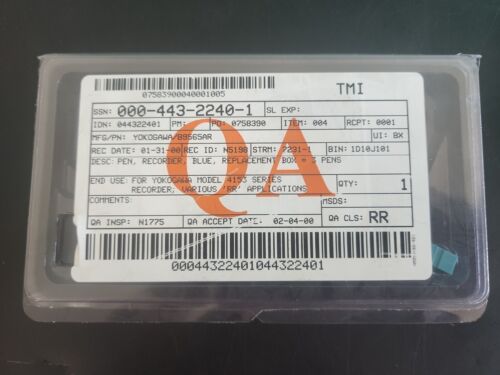 07583900040001005
TMI
SSN: 000-443-2240-1 SL EXP:
IDN: 044322401 PM: PO: 0758390 ITEM: 004 RCPT: 0001
MFG/PN: YOKOGAWA/B9565AR UI: BX
REC DATE: 01-31-00 REC ID: N5198 STRM: 7231-1 BIN: 1D10J101
DESC: PEN, RECORDER, BLUE, REPLACEMENT, BOX = 3 PENS
END USE: FOR YOKOGAWA MODEL 4153 SERIES
RECORDER, VARIOUS 'RR' APPLICATIONS
QTY: 1
COMMENTS: MSDS:
QA INSP: N1775 QA ACCEPT DATE: 02-04-00 QA CLS: RR
QA
00044322401044322401